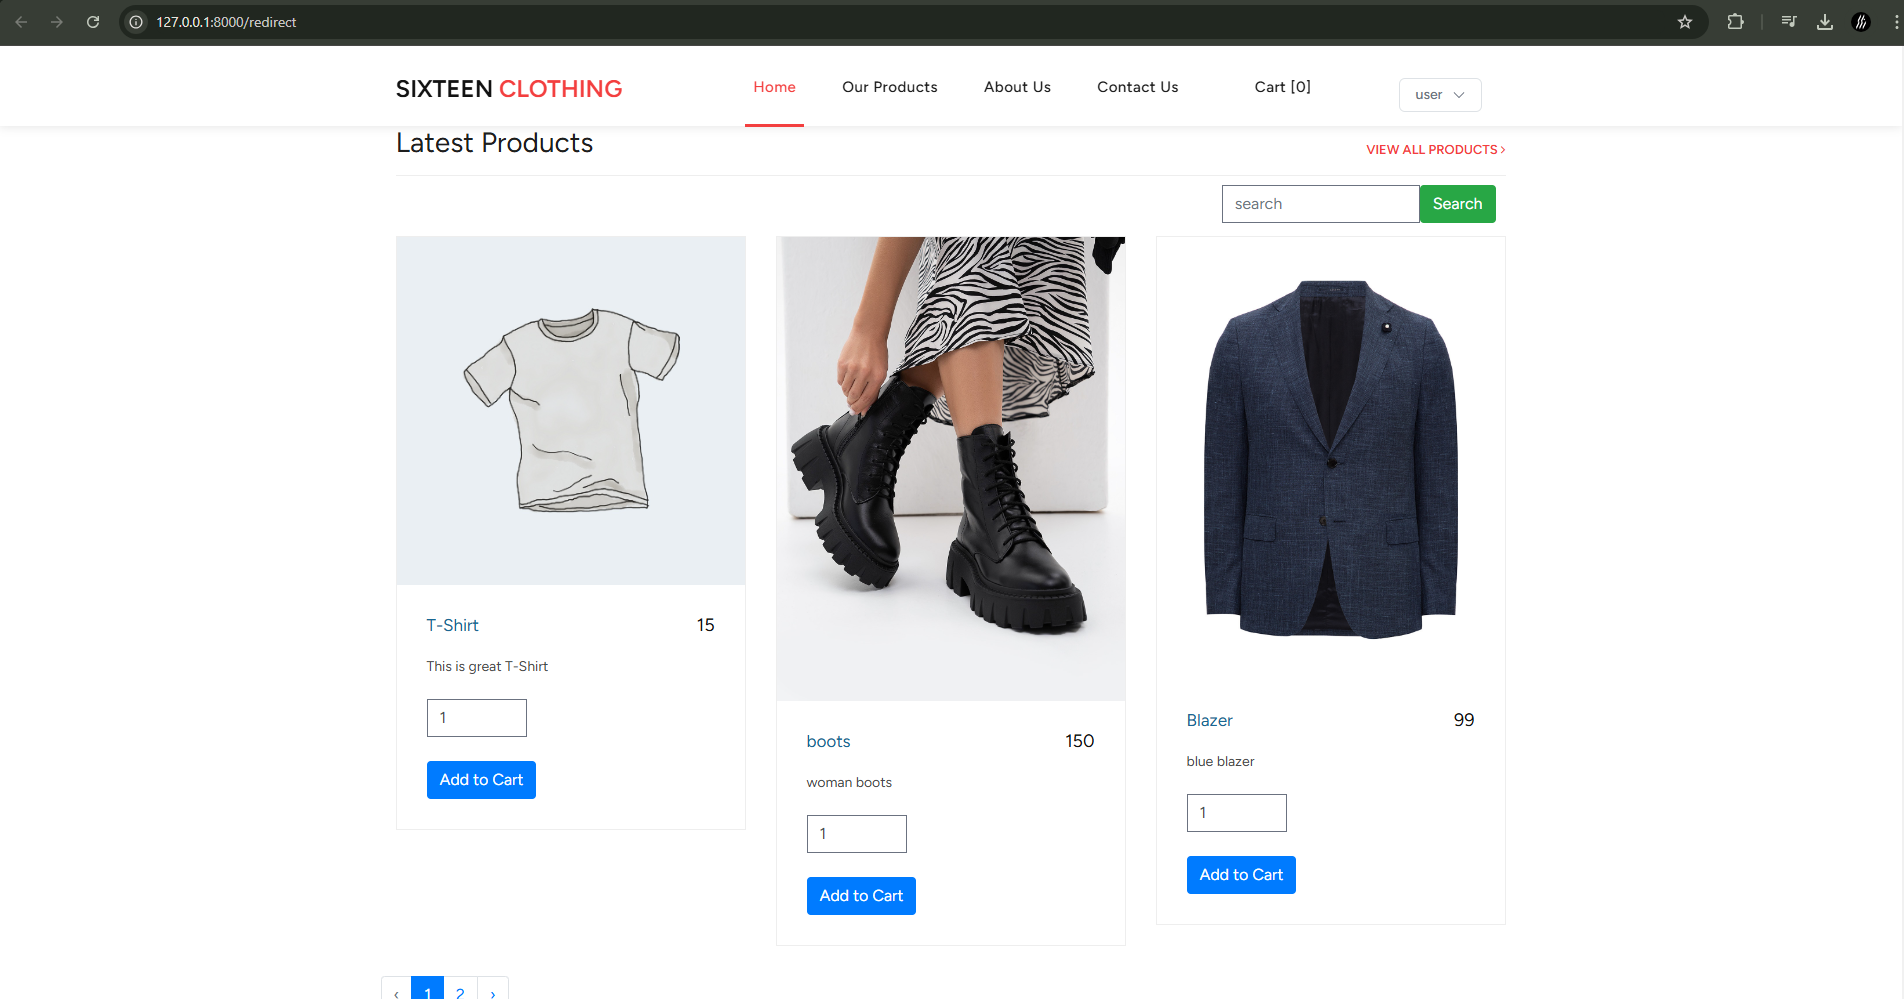 127.0.0.1:8000/redirect
SIXTEEN CLOTHING
Home
Our Products
About Us
Contact Us
Cart [0]
user
Latest Products
VIEW ALL PRODUCTS >
search
Search
T-Shirt
15
This is great T-Shirt
1
Add to Cart
boots
150
woman boots
1
Add to Cart
Blazer
99
blue blazer
1
Add to Cart
‹ 1 2 ›